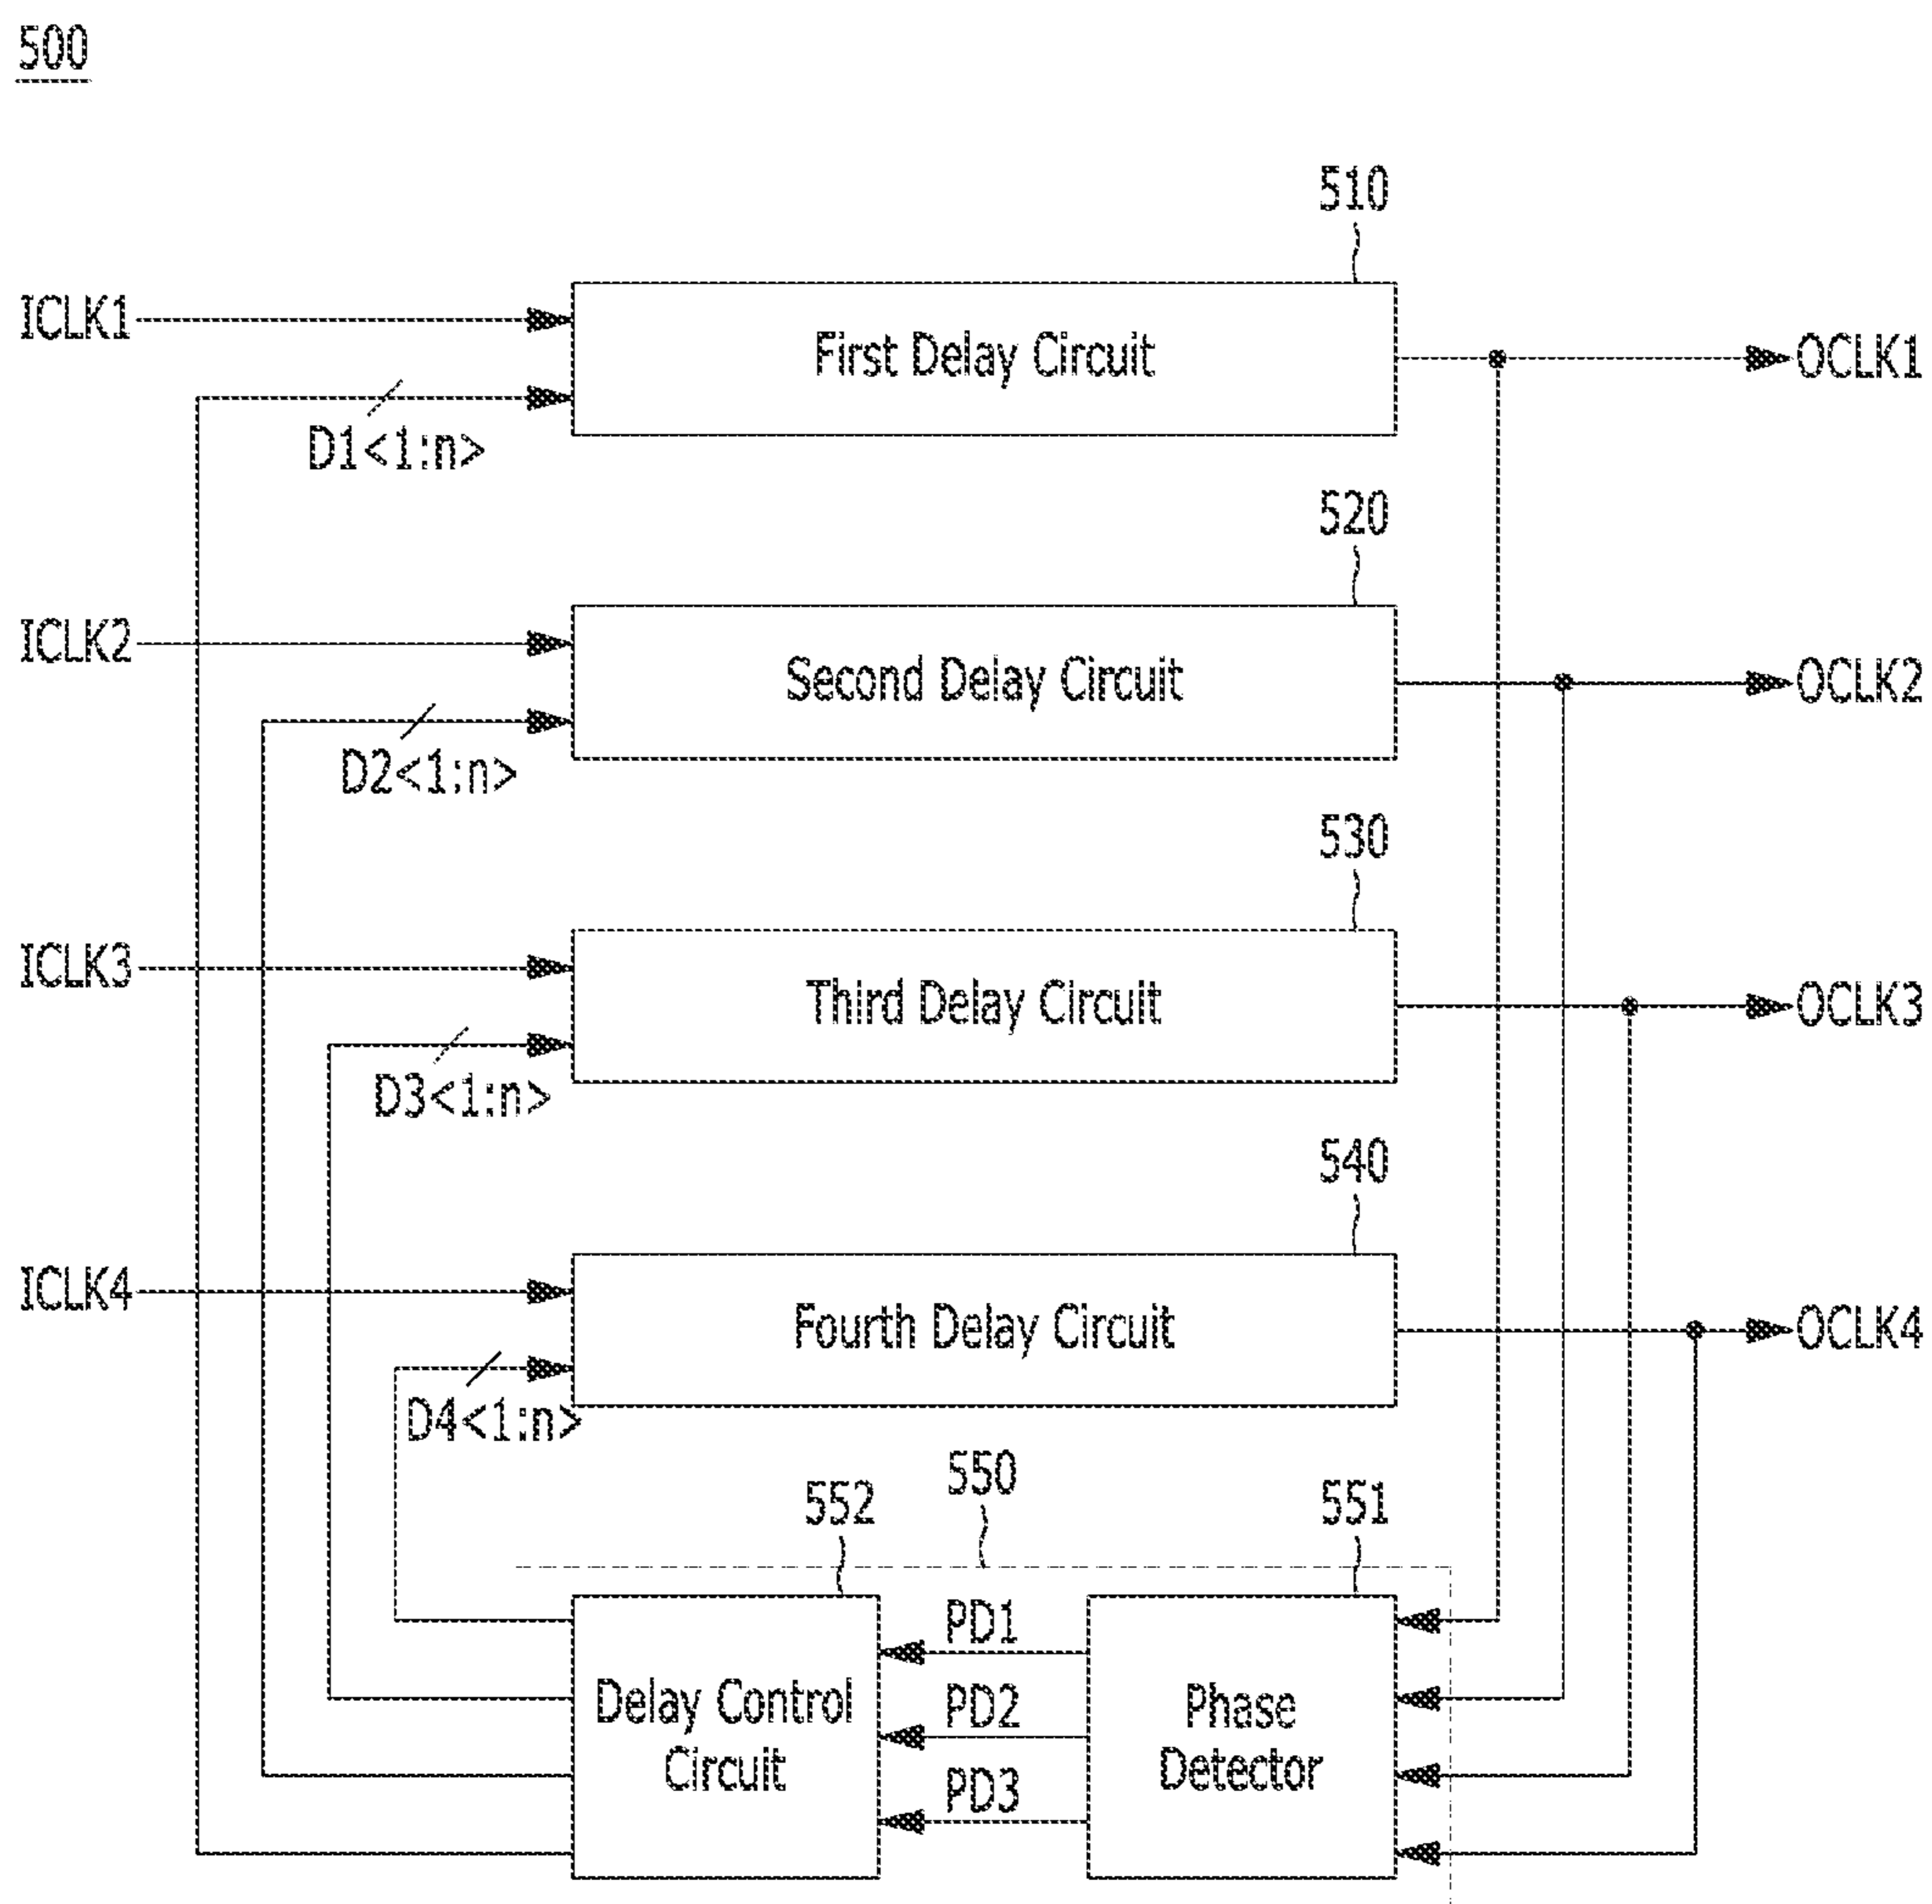 500
510
ICLK1
First Delay Circuit
OCLK1
D1<1:n>
520
ICLK2
Second Delay Circuit
OCLK2
D2<1:n>
530
ICLK3
Third Delay Circuit
OCLK3
D3<1:n>
540
ICLK4
Fourth Delay Circuit
OCLK4
D4<1:n>
550
552
551
PD1
PD2
PD3
Delay Control
Circuit
Phase
Detector